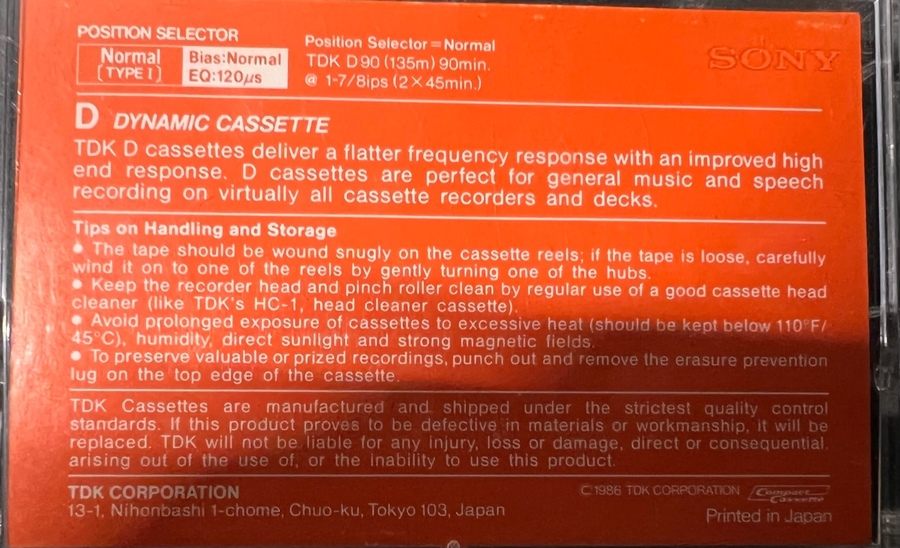 POSITION SELECTOR
Normal
(TYPE I)
Bias:Normal
EQ:120μs
Position Selector=Normal
TDK D90 (135m) 90min.
@ 1-7/8ips (2×45min.)
SONY
D DYNAMIC CASSETTE
TDK D cassettes deliver a flatter frequency response with an improved high
end response. D cassettes are perfect for general music and speech
recording on virtually all cassette recorders and decks.
Tips on Handling and Storage
● The tape should be wound snugly on the cassette reels; if the tape is loose, carefully
wind it on to one of the reels by gently turning one of the hubs.
● Keep the recorder head and pinch roller clean by regular use of a good cassette head
cleaner (like TDK's HC-1, head cleaner cassette).
● Avoid prolonged exposure of cassettes to excessive heat (should be kept below 110°F/
45°C), humidity, direct sunlight and strong magnetic fields.
● To preserve valuable or prized recordings, punch out and remove the erasure prevention
lug on the top edge of the cassette.
TDK Cassettes are manufactured and shipped under the strictest quality control
standards. If this product proves to be defective in materials or workmanship, it will be
replaced. TDK will not be liable for any injury, loss or damage, direct or consequential,
arising out of the use of, or the inability to use this product.
TDK CORPORATION
13-1, Nihonbashi 1-chome, Chuo-ku, Tokyo 103, Japan
©1986 TDK CORPORATION
Compact
Cassette
Printed in Japan